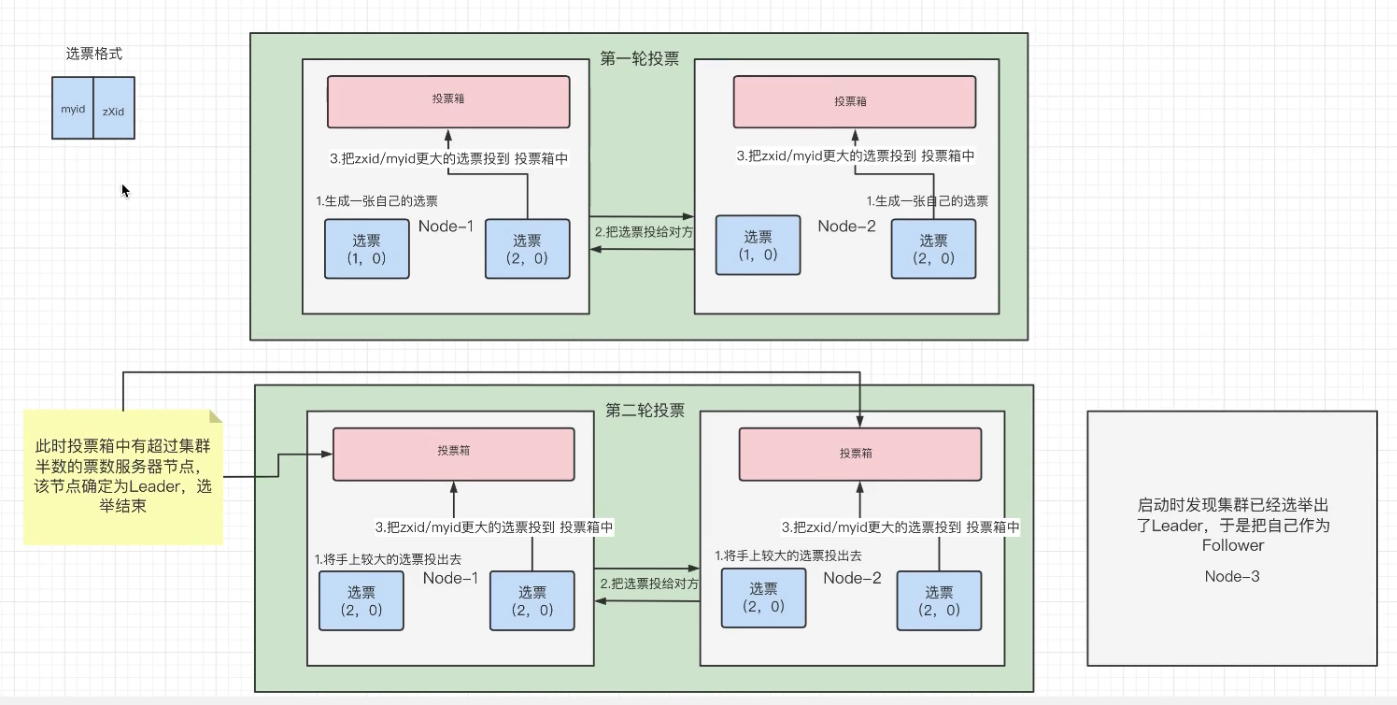 选票格式
myid
zXid
第一轮投票
投票箱
3.把zxid/myid更大的选票投到 投票箱中
1.生成一张自己的选票
Node-1
选票
(1，0)
选票
(2，0)
2.把选票投给对方
投票箱
3.把zxid/myid更大的选票投到 投票箱中
1.生成一张自己的选票
Node-2
选票
(1，0)
选票
(2，0)
此时投票箱中有超过集群
半数的票数服务器节点，
该节点确定为Leader，选
举结束
第二轮投票
投票箱
3.把zxid/myid更大的选票投到 投票箱中
1.将手上较大的选票投出去
Node-1
选票
(2，0)
选票
(2，0)
2.把选票投给对方
投票箱
3.把zxid/myid更大的选票投到 投票箱中
1.将手上较大的选票投出去
Node-2
选票
(2，0)
选票
(2，0)
启动时发现集群已经选举出
了Leader，于是把自己作为
Follower
Node-3